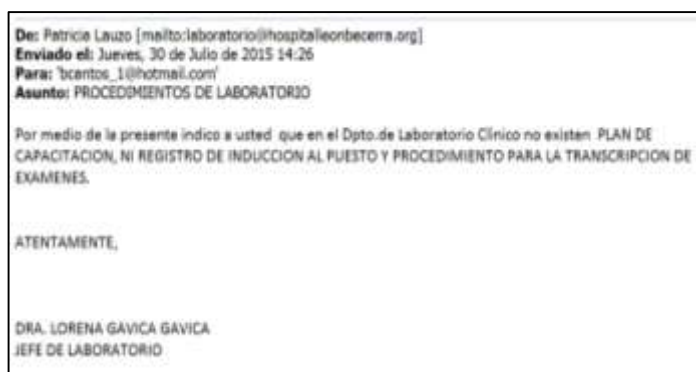 De: Patricia Lauzo [mailto:laboratorio@hospitalleonbecerra.org]
Enviado el: Jueves, 30 de Julio de 2015 14:26
Para: 'bcantos_1@hotmail.com'
Asunto: PROCEDIMIENTOS DE LABORATORIO
Por medio de la presente indico a usted que en el Dpto.de Laboratorio Clínico no existen PLAN DE
CAPACITACION, NI REGISTRO DE INDUCCION AL PUESTO Y PROCEDIMIENTO PARA LA TRANSCRIPCION DE
EXAMENES.
ATENTAMENTE,
DRA. LORENA GAVICA GAVICA
JEFE DE LABORATORIO